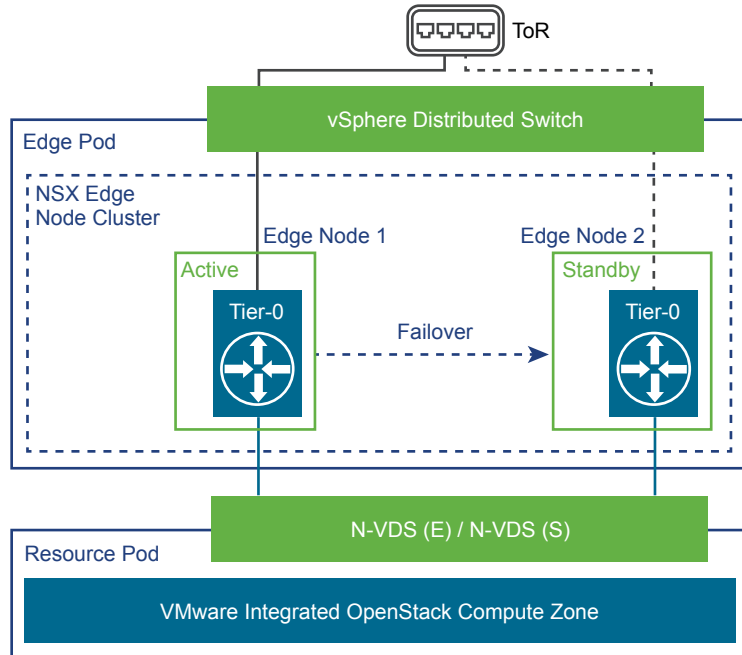 ToR
vSphere Distributed Switch
Edge Pod
NSX Edge
Node Cluster
Edge Node 1
Edge Node 2
Active
Standby
Tier-0
Tier-0
Failover
N-VDS (E) / N-VDS (S)
Resource Pod
VMware Integrated OpenStack Compute Zone